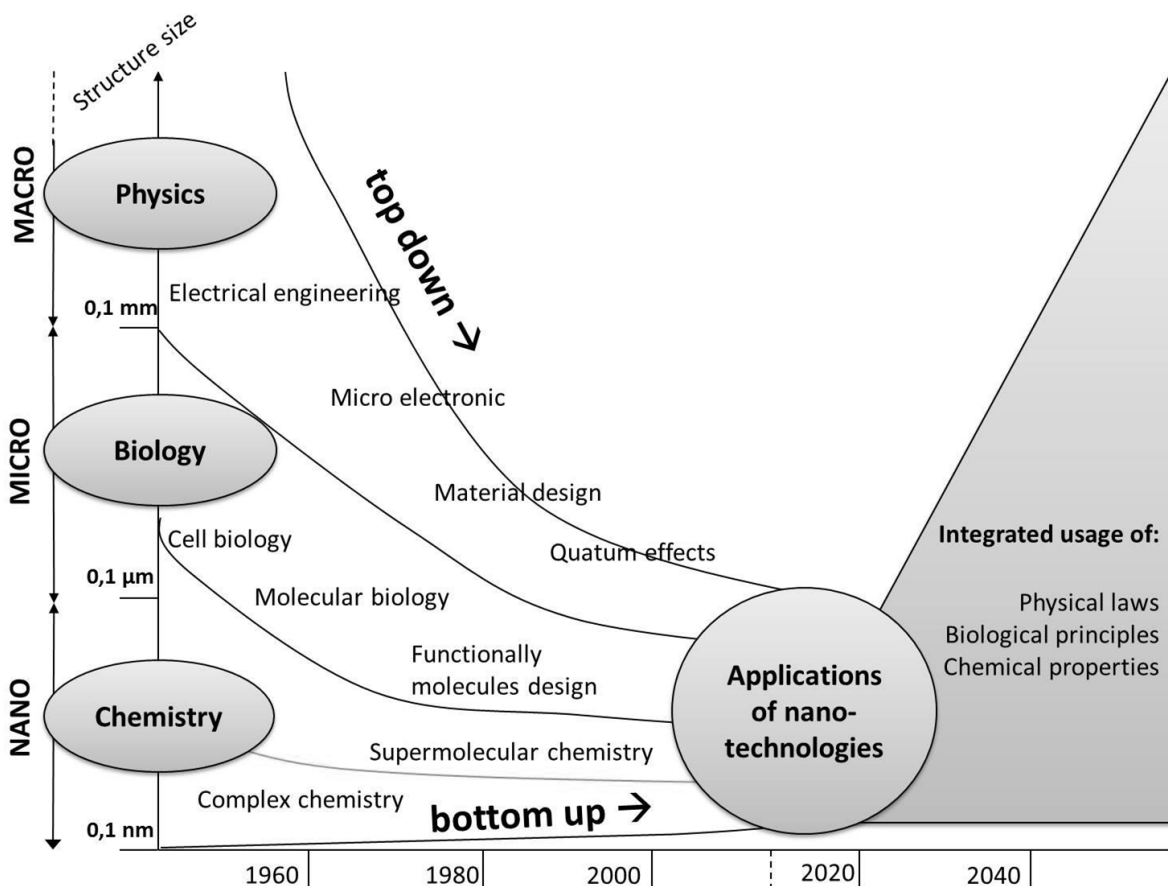 Structure size
MACRO
Physics
Electrical engineering
0,1 mm
top down →
Micro electronic
MICRO
Biology
Material design
Quatum effects
Cell biology
0,1 µm
Molecular biology
Functionally
molecules design
NANO
Chemistry
Supermolecular chemistry
Complex chemistry
bottom up →
0,1 nm
Applications
of nano-
technologies
Integrated usage of:
Physical laws
Biological principles
Chemical properties
1960
1980
2000
2020
2040